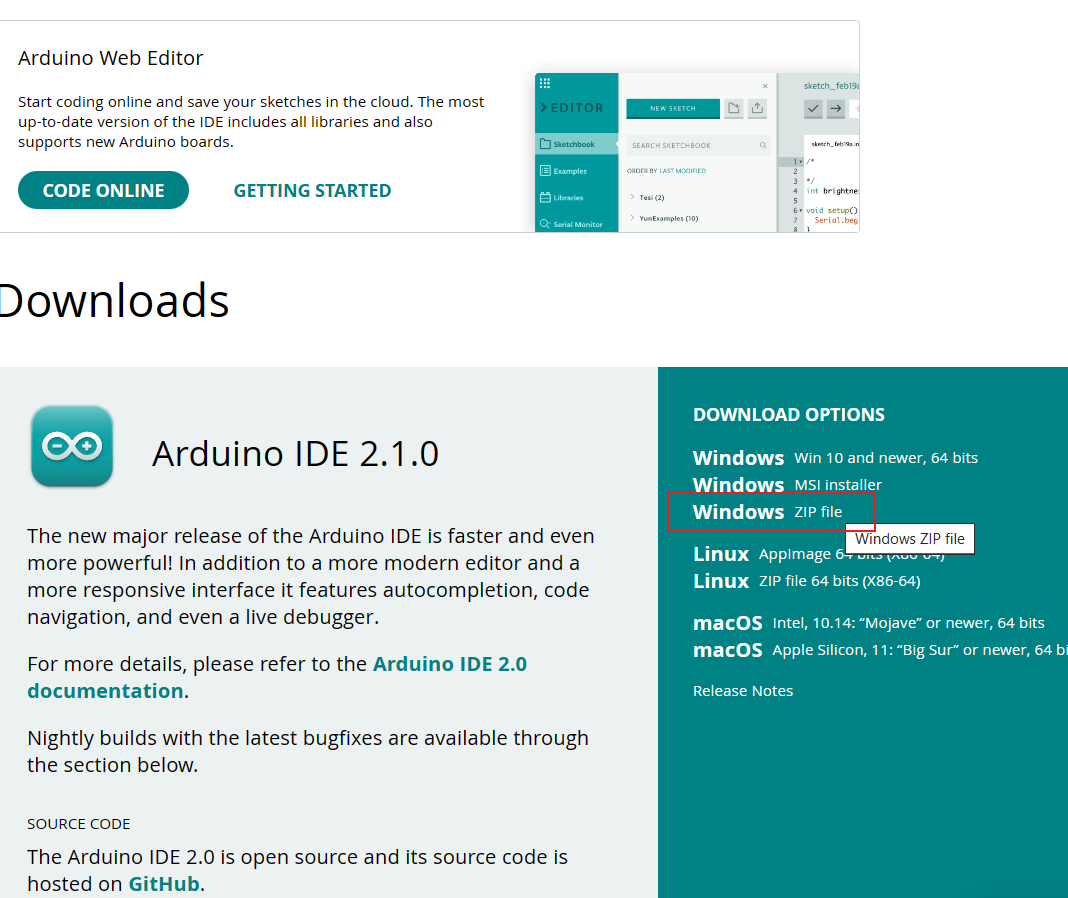 Arduino Web Editor
Start coding online and save your sketches in the cloud. The most
up-to-date version of the IDE includes all libraries and also
supports new Arduino boards.
CODE ONLINE
GETTING STARTED
EDITOR
Sketchbook
Examples
Libraries
Serial Monitor
NEW SKETCH
SEARCH SKETCHBOOK
ORDER BY LAST MODIFIED
Tesi (2)
YunExamples (10)
sketch_feb19a
sketch_feb19a.in
1 /*
2
3 */
4 int brightnes
5
6 void setup()
7 Serial.beg
8 }
Downloads
Arduino IDE 2.1.0
The new major release of the Arduino IDE is faster and even
more powerful! In addition to a more modern editor and a
more responsive interface it features autocompletion, code
navigation, and even a live debugger.
For more details, please refer to the Arduino IDE 2.0
documentation.
Nightly builds with the latest bugfixes are available through
the section below.
SOURCE CODE
The Arduino IDE 2.0 is open source and its source code is
hosted on GitHub.
DOWNLOAD OPTIONS
Windows Win 10 and newer, 64 bits
Windows MSI installer
Windows ZIP file
Windows ZIP file
Linux AppImage 64 bits (X86-64)
Linux ZIP file 64 bits (X86-64)
macOS Intel, 10.14: “Mojave” or newer, 64 bits
macOS Apple Silicon, 11: “Big Sur” or newer, 64 bi
Release Notes